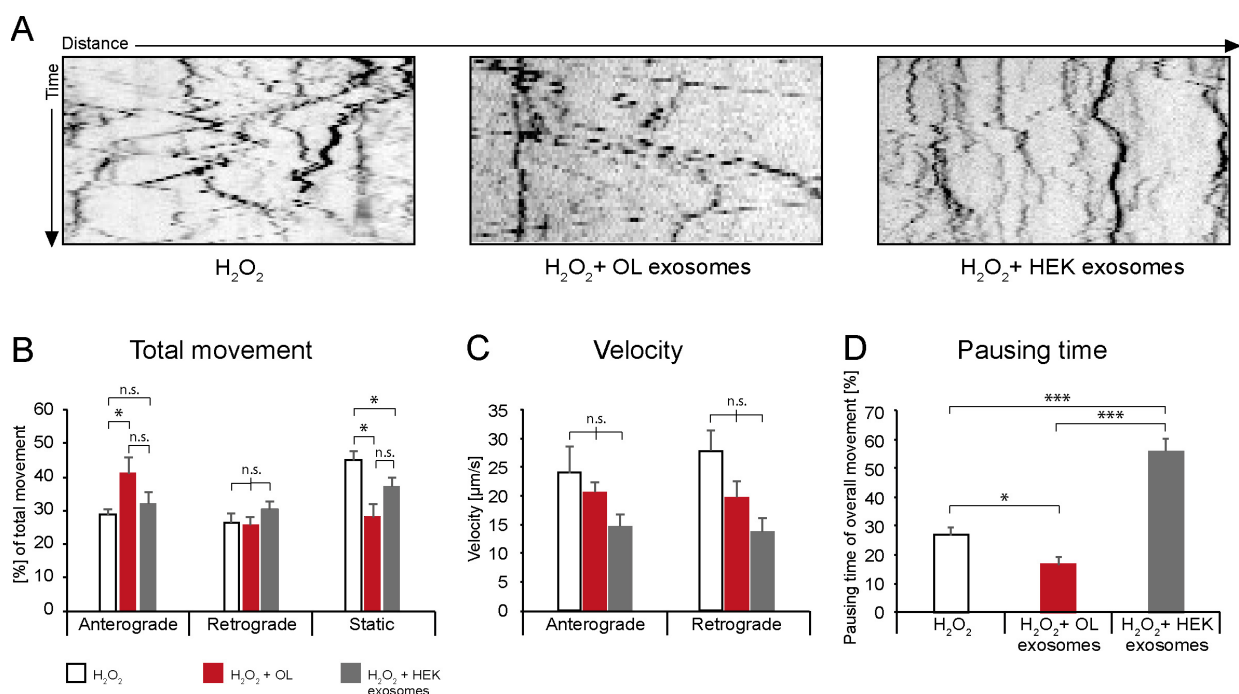 A
Distance
Time
H₂O₂
H₂O₂+ OL exosomes
H₂O₂+ HEK exosomes
B
Total movement
[%] of total movement
60
50
40
30
20
10
0
n.s.
*
n.s.
n.s.
*
*
n.s.
Anterograde
Retrograde
Static
H₂O₂
H₂O₂ + OL
H₂O₂ + HEK
exosomes
C
Velocity
Velocity [µm/s]
35
30
25
20
15
10
5
0
n.s.
n.s.
Anterograde
Retrograde
D
Pausing time
Pausing time of overall movement [%]
70
60
50
40
30
20
10
0
***
***
*
H₂O₂
H₂O₂+ OL
exosomes
H₂O₂+ HEK
exosomes